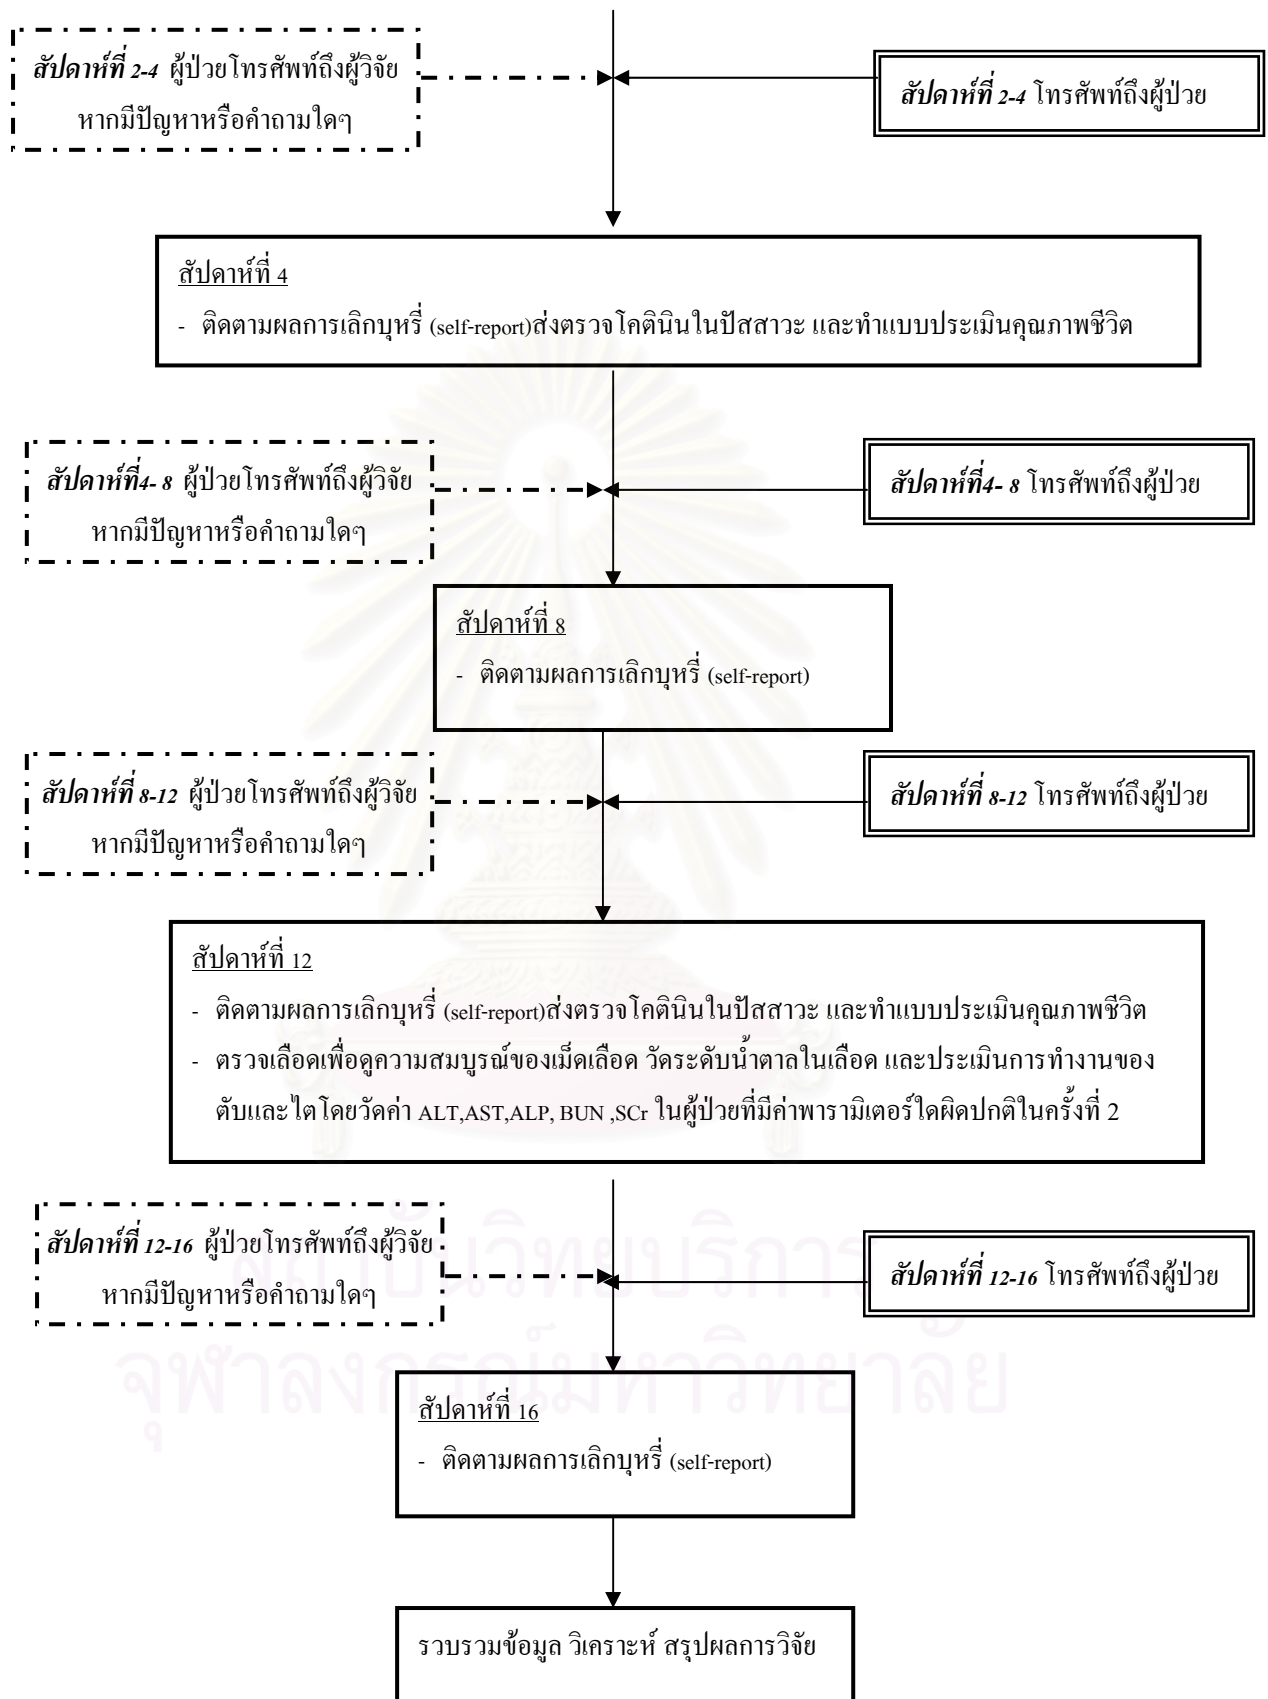 สัปดาห์ที่ 2-4 ผู้ป่วยโทรศัพท์ถึงผู้วิจัย
หากมีปัญหาหรือคำถามใดๆ
สัปดาห์ที่ 2-4 โทรศัพท์ถึงผู้ป่วย
สัปดาห์ที่ 4
- ติดตามผลการเลิกบุหรี่ (self-report)ส่งตรวจโคตินินในปัสสาวะ และทำแบบประเมินคุณภาพชีวิต
สัปดาห์ที่4- 8 ผู้ป่วยโทรศัพท์ถึงผู้วิจัย
หากมีปัญหาหรือคำถามใดๆ
สัปดาห์ที่4- 8 โทรศัพท์ถึงผู้ป่วย
สัปดาห์ที่ 8
- ติดตามผลการเลิกบุหรี่ (self-report)
สัปดาห์ที่ 8-12 ผู้ป่วยโทรศัพท์ถึงผู้วิจัย
หากมีปัญหาหรือคำถามใดๆ
สัปดาห์ที่ 8-12 โทรศัพท์ถึงผู้ป่วย
สัปดาห์ที่ 12
- ติดตามผลการเลิกบุหรี่ (self-report)ส่งตรวจโคตินินในปัสสาวะ และทำแบบประเมินคุณภาพชีวิต
- ตรวจเลือดเพื่อดูความสมบูรณ์ของเม็ดเลือด วัดระดับน้ำตาลในเลือด และประเมินการทำงานของ
ตับและไตโดยวัดค่า ALT,AST,ALP, BUN ,SCr ในผู้ป่วยที่มีค่าพารามิเตอร์ใดผิดปกติในครั้งที่ 2
สัปดาห์ที่ 12-16 ผู้ป่วยโทรศัพท์ถึงผู้วิจัย
หากมีปัญหาหรือคำถามใดๆ
สัปดาห์ที่ 12-16 โทรศัพท์ถึงผู้ป่วย
สถาบันวิทยบริการ
จุฬาลงกรณ์มหาวิทยาลัย
สัปดาห์ที่ 16
- ติดตามผลการเลิกบุหรี่ (self-report)
รวบรวมข้อมูล วิเคราะห์ สรุปผลการวิจัย